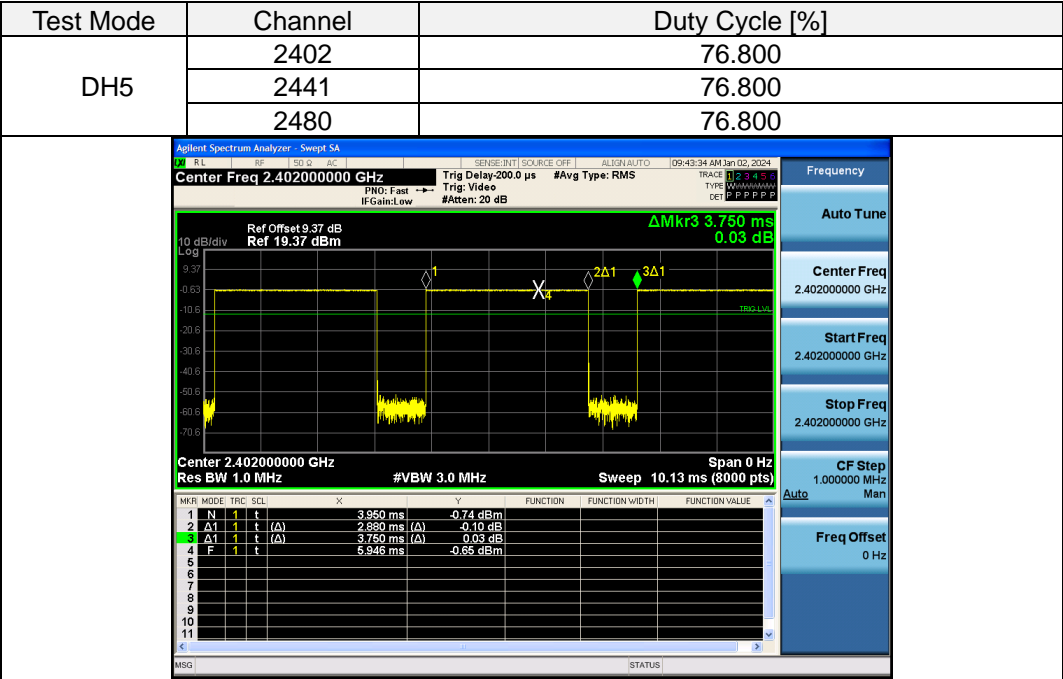 Test Mode Channel Duty Cycle [%]
DH5 2402 76.800
2441 76.800
2480 76.800
Agilent Spectrum Analyzer - Swept SA
LXI RL RF 50 Ω AC SENSE:INT SOURCE OFF ALIGN AUTO 09:43:34 AM Jan 02, 2024
Center Freq 2.402000000 GHz
PNO: Fast
IFGain:Low
Trig Delay-200.0 µs #Avg Type: RMS
Trig: Video
#Atten: 20 dB
TRACE 1 2 3 4 5 6
TYPE WWWWWW
DET P P P P P P
Frequency
Auto Tune
Center Freq
2.402000000 GHz
Start Freq
2.402000000 GHz
Stop Freq
2.402000000 GHz
CF Step
1.000000 MHz
Auto Man
Freq Offset
0 Hz
ΔMkr3 3.750 ms
0.03 dB
Ref Offset 9.37 dB
10 dB/div Ref 19.37 dBm
Log
9.37
-0.63
-10.6
-20.6
-30.6
-40.6
-50.6
-60.6
-70.6
1
2Δ1
3Δ1
4
TRIG LVL
Center 2.402000000 GHz Span 0 Hz
Res BW 1.0 MHz #VBW 3.0 MHz Sweep 10.13 ms (8000 pts)
MKR MODE TRC SCL X Y FUNCTION FUNCTION WIDTH FUNCTION VALUE
1 N 1 t 3.950 ms -0.74 dBm
2 Δ1 1 t (Δ) 2.880 ms (Δ) -0.10 dB
3 Δ1 1 t (Δ) 3.750 ms (Δ) 0.03 dB
4 F 1 t 5.946 ms -0.65 dBm
5
6
7
8
9
10
11
MSG STATUS